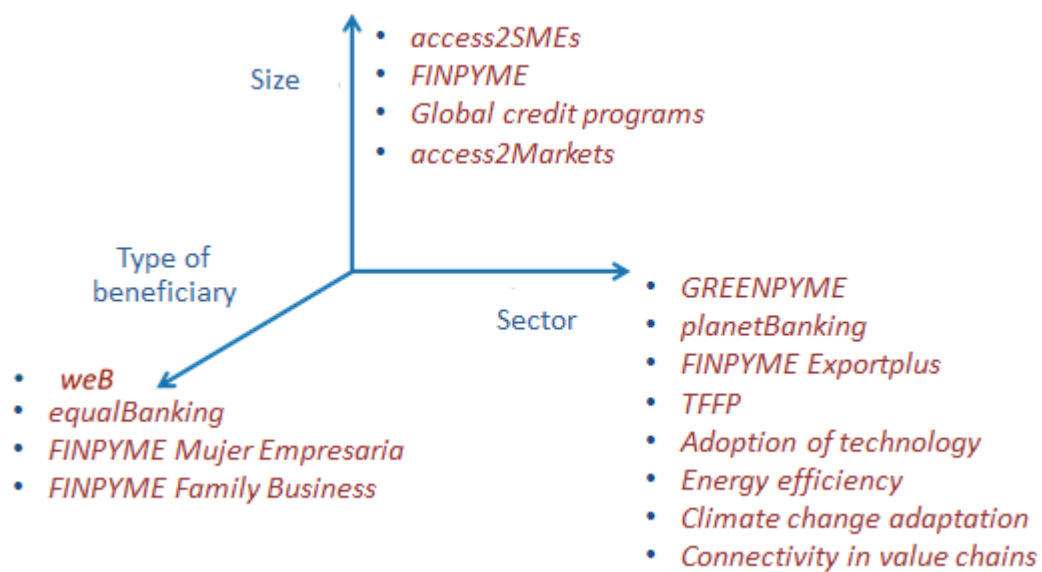 Size
• access2SMEs
• FINPYME
• Global credit programs
• access2Markets
Type of
beneficiary
Sector
• weB
• equalBanking
• FINPYME Mujer Empresaria
• FINPYME Family Business
• GREENPYME
• planetBanking
• FINPYME Exportplus
• TFFP
• Adoption of technology
• Energy efficiency
• Climate change adaptation
• Connectivity in value chains